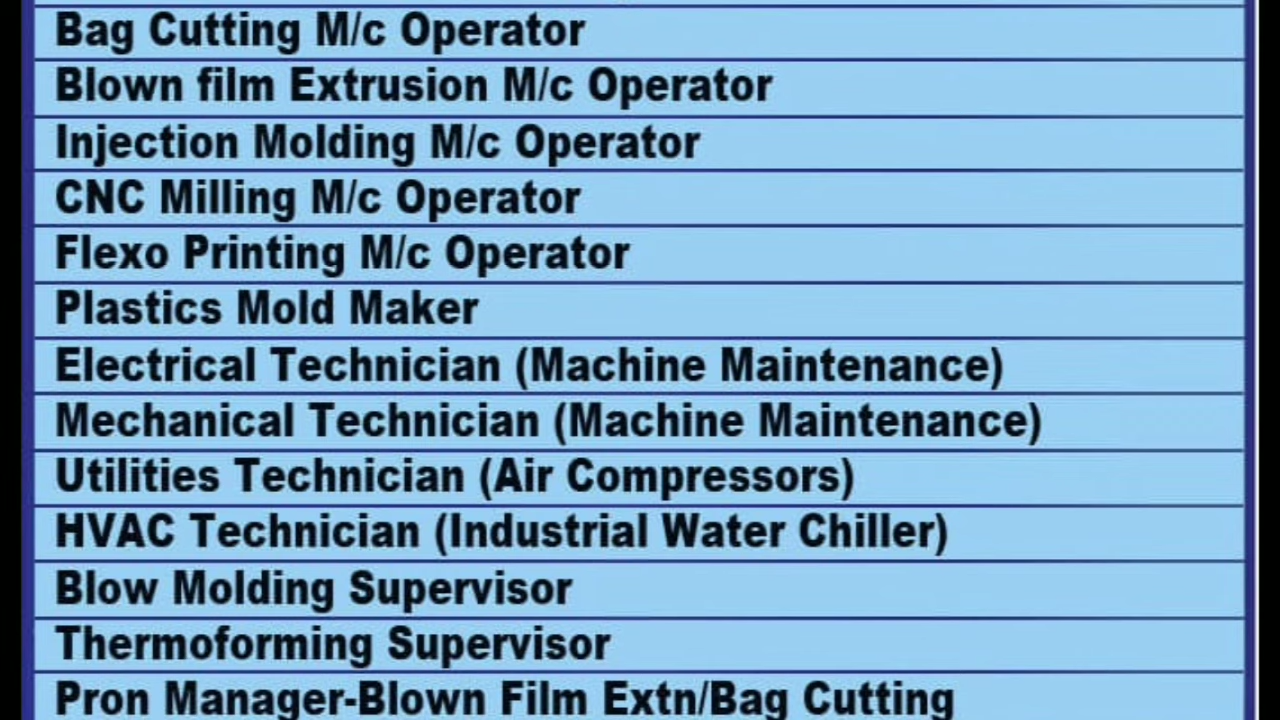 Bag Cutting M/c Operator
Blown film Extrusion M/c Operator
Injection Molding M/c Operator
CNC Milling M/c Operator
Flexo Printing M/c Operator
Plastics Mold Maker
Electrical Technician (Machine Maintenance)
Mechanical Technician (Machine Maintenance)
Utilities Technician (Air Compressors)
HVAC Technician (Industrial Water Chiller)
Blow Molding Supervisor
Thermoforming Supervisor
Pron Manager-Blown Film Extn/Bag Cutting